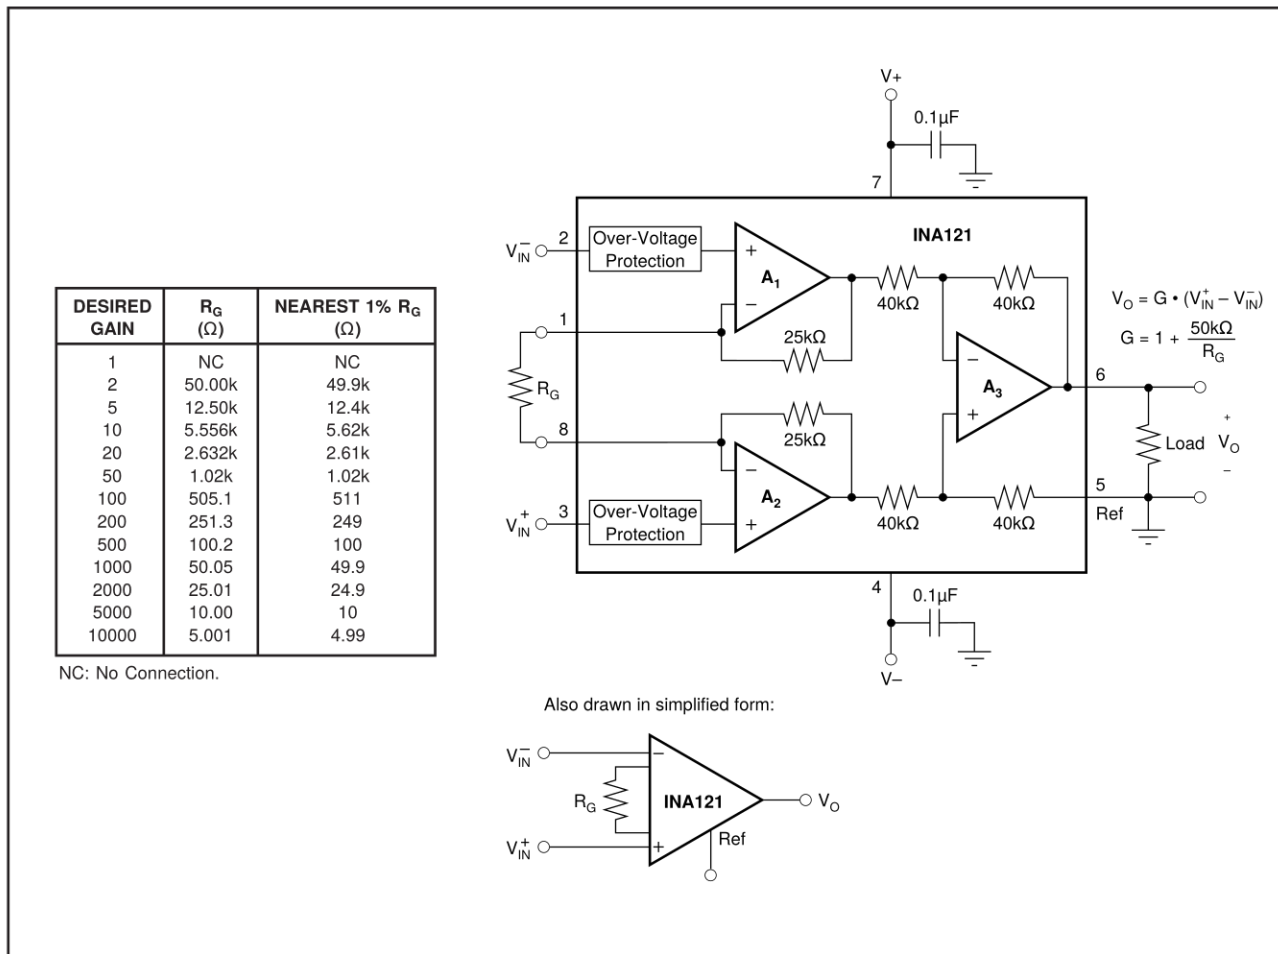 DESIRED GAIN R_G (Ω) NEAREST 1% R_G (Ω)
1 NC NC
2 50.00k 49.9k
5 12.50k 12.4k
10 5.556k 5.62k
20 2.632k 2.61k
50 1.02k 1.02k
100 505.1 511
200 251.3 249
500 100.2 100
1000 50.05 49.9
2000 25.01 24.9
5000 10.00 10
10000 5.001 4.99
NC: No Connection.
V+
0.1µF
7
INA121
V_IN^−
2
Over-Voltage
Protection
+
A_1
−
40kΩ
40kΩ
V_O = G • (V_IN^+ − V_IN^−)
G = 1 + 50kΩ / R_G
1
25kΩ
R_G
−
A_3
+
6
8
25kΩ
−
A_2
+
Load
+
V_O
−
V_IN^+
3
Over-Voltage
Protection
40kΩ
40kΩ
5
Ref
4
0.1µF
V−
Also drawn in simplified form:
V_IN^−
−
R_G
INA121
V_O
V_IN^+
+
Ref